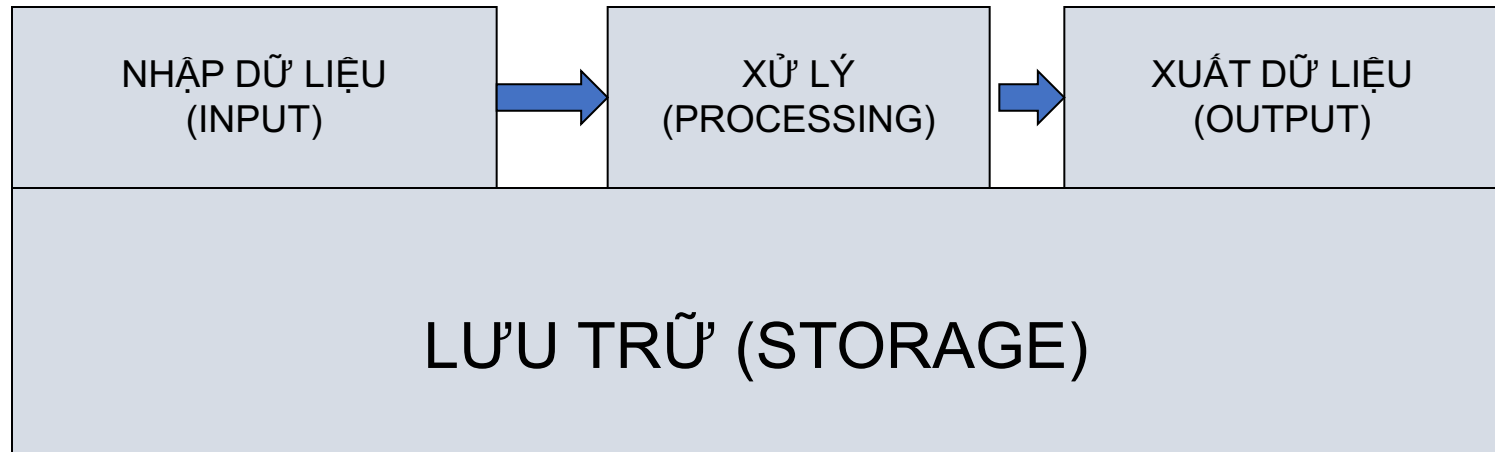 NHẬP DỮ LIỆU
(INPUT)
XỬ LÝ
(PROCESSING)
XUẤT DỮ LIỆU
(OUTPUT)
LƯU TRỮ (STORAGE)